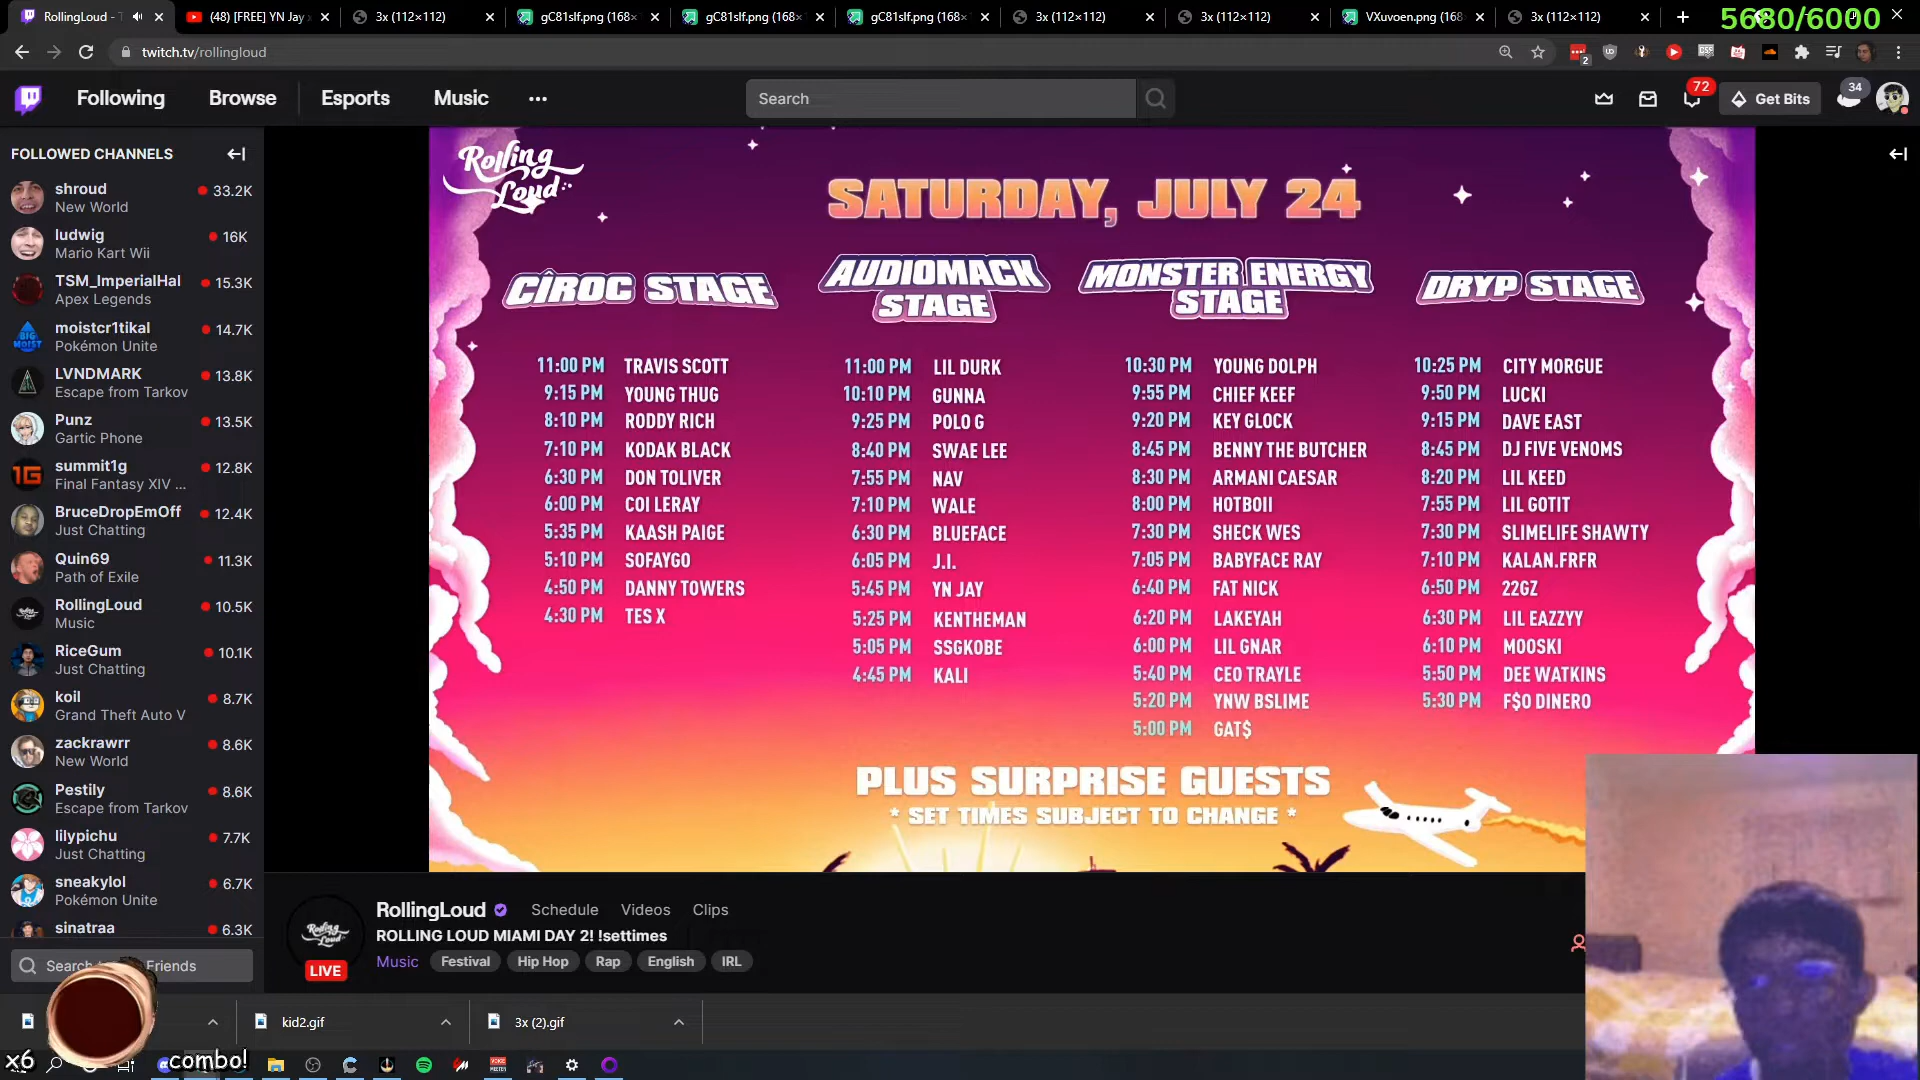 RollingLoud - T
(48) [FREE] YN Jay x
3x (112×112)
gC81slf.png (168×
gC81slf.png (168×
gC81slf.png (168×
3x (112×112)
3x (112×112)
VXuvoen.png (168
3x (112×112)
5680/6000
twitch.tv/rollingloud
2
Following
Browse
Esports
Music
Search
72
Get Bits
34
FOLLOWED CHANNELS
shroud
33.2K
New World
ludwig
16K
Mario Kart Wii
TSM_ImperialHal
15.3K
Apex Legends
moistcr1tikal
14.7K
Pokémon Unite
LVNDMARK
13.8K
Escape from Tarkov
Punz
13.5K
Gartic Phone
summit1g
12.8K
Final Fantasy XIV ...
BruceDropEmOff
12.4K
Just Chatting
Quin69
11.3K
Path of Exile
RollingLoud
10.5K
Music
RiceGum
10.1K
Just Chatting
koil
8.7K
Grand Theft Auto V
zackrawrr
8.6K
New World
Pestily
8.6K
Escape from Tarkov
lilypichu
7.7K
Just Chatting
sneakylol
6.7K
Pokémon Unite
sinatraa
6.3K
Search
Friends
Rolling
Loud
SATURDAY, JULY 24
CÎROC STAGE
11:00 PM TRAVIS SCOTT
9:15 PM YOUNG THUG
8:10 PM RODDY RICH
7:10 PM KODAK BLACK
6:30 PM DON TOLIVER
6:00 PM COI LERAY
5:35 PM KAASH PAIGE
5:10 PM SOFAYGO
4:50 PM DANNY TOWERS
4:30 PM TES X
AUDIOMACK
STAGE
11:00 PM LIL DURK
10:10 PM GUNNA
9:25 PM POLO G
8:40 PM SWAE LEE
7:55 PM NAV
7:10 PM WALE
6:30 PM BLUEFACE
6:05 PM J.I.
5:45 PM YN JAY
5:25 PM KENTHEMAN
5:05 PM SSGKOBE
4:45 PM KALI
MONSTER ENERGY
STAGE
10:30 PM YOUNG DOLPH
9:55 PM CHIEF KEEF
9:20 PM KEY GLOCK
8:45 PM BENNY THE BUTCHER
8:30 PM ARMANI CAESAR
8:00 PM HOTBOII
7:30 PM SHECK WES
7:05 PM BABYFACE RAY
6:40 PM FAT NICK
6:20 PM LAKEYAH
6:00 PM LIL GNAR
5:40 PM CEO TRAYLE
5:20 PM YNW BSLIME
5:00 PM GAT$
DRYP STAGE
10:25 PM CITY MORGUE
9:50 PM LUCKI
9:15 PM DAVE EAST
8:45 PM DJ FIVE VENOMS
8:20 PM LIL KEED
7:55 PM LIL GOTIT
7:30 PM SLIMELIFE SHAWTY
7:10 PM KALAN.FRFR
6:50 PM 22GZ
6:30 PM LIL EAZZYY
6:10 PM MOOSKI
5:50 PM DEE WATKINS
5:30 PM F$O DINERO
PLUS SURPRISE GUESTS
* SET TIMES SUBJECT TO CHANGE *
Rolling
Loud
LIVE
RollingLoud
Schedule
Videos
Clips
ROLLING LOUD MIAMI DAY 2! !settimes
Music
Festival
Hip Hop
Rap
English
IRL
kid2.gif
3x (2).gif
x6
combo!